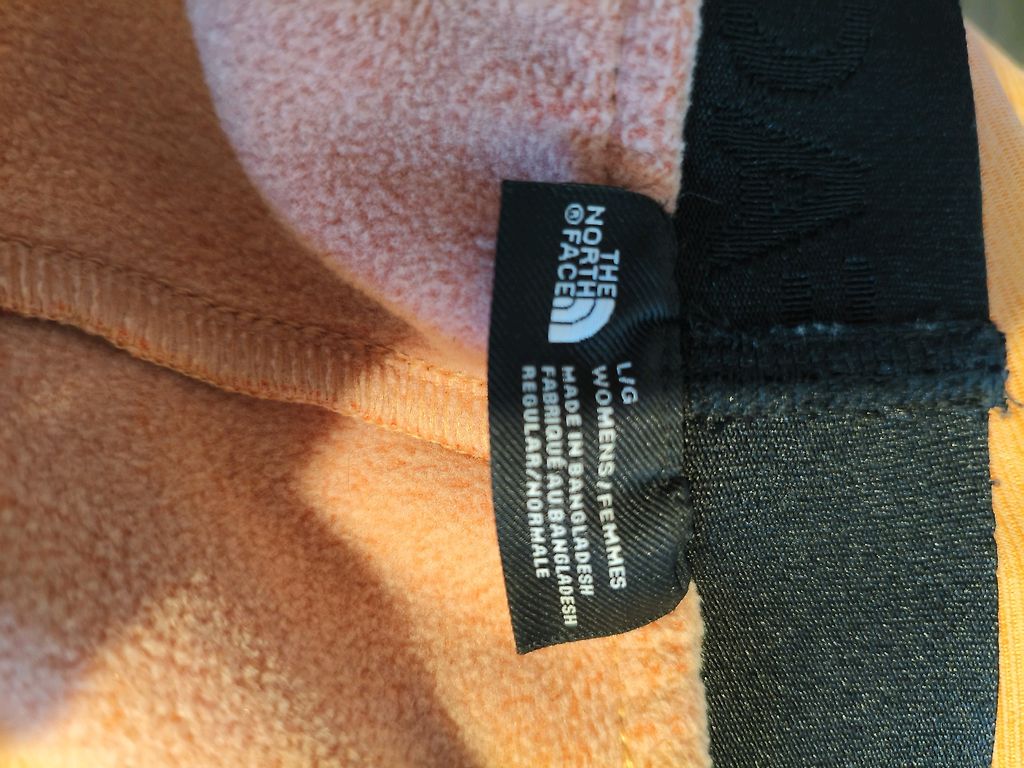 THE
NORTH
FACE®
L/G
WOMENS/FEMMES
MADE IN BANGLADESH
FABRIQUÉ AU BANGLADESH
REGULAR/NORMALE